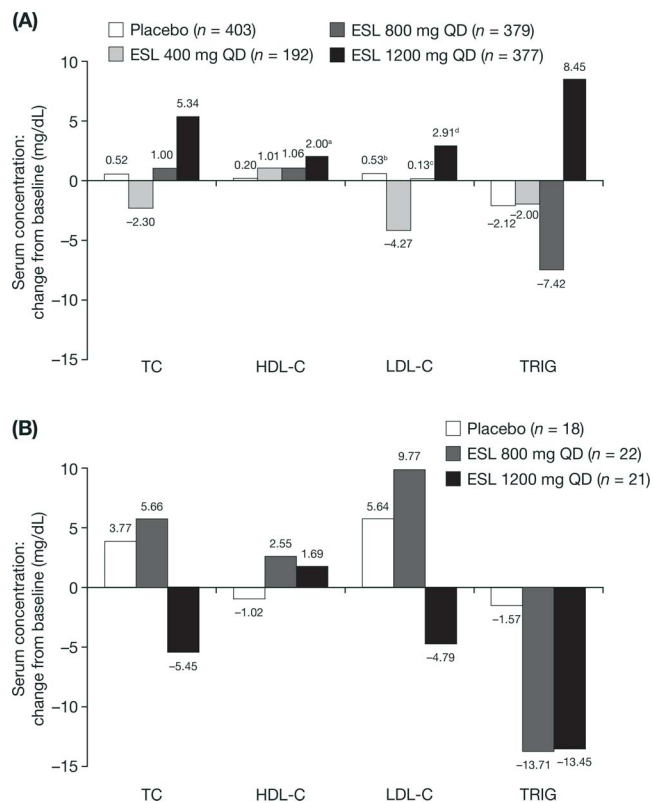 (A)
Placebo (n = 403) ESL 800 mg QD (n = 379)
ESL 400 mg QD (n = 192) ESL 1200 mg QD (n = 377)
Serum concentration:
change from baseline (mg/dL)
10
5
0
−5
−10
−15
0.52
−2.30
1.00
5.34
0.20
1.01
1.06
2.00ᵃ
0.53ᵇ
−4.27
0.13ᶜ
2.91ᵈ
−2.12
−2.00
−7.42
8.45
TC HDL-C LDL-C TRIG
(B)
Placebo (n = 18)
ESL 800 mg QD (n = 22)
ESL 1200 mg QD (n = 21)
Serum concentration:
change from baseline (mg/dL)
10
5
0
−5
−10
−15
3.77
5.66
−5.45
−1.02
2.55
1.69
5.64
9.77
−4.79
−1.57
−13.71
−13.45
TC HDL-C LDL-C TRIG